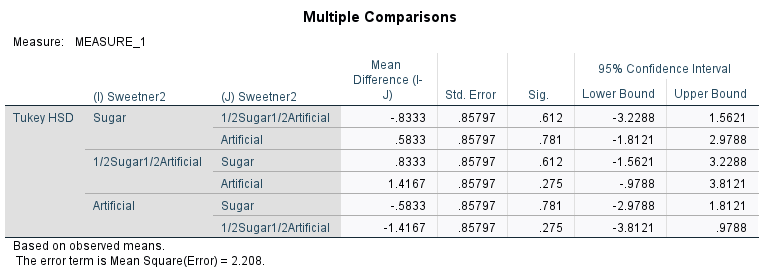 Multiple Comparisons
Measure: MEASURE_1
(I) Sweetner2 (J) Sweetner2 Mean Difference (I-J) Std. Error Sig. 95% Confidence Interval Lower Bound Upper Bound
Tukey HSD Sugar 1/2Sugar1/2Artificial -.8333 .85797 .612 -3.2288 1.5621
Artificial .5833 .85797 .781 -1.8121 2.9788
1/2Sugar1/2Artificial Sugar .8333 .85797 .612 -1.5621 3.2288
Artificial 1.4167 .85797 .275 -.9788 3.8121
Artificial Sugar -.5833 .85797 .781 -2.9788 1.8121
1/2Sugar1/2Artificial -1.4167 .85797 .275 -3.8121 .9788
Based on observed means.
The error term is Mean Square(Error) = 2.208.